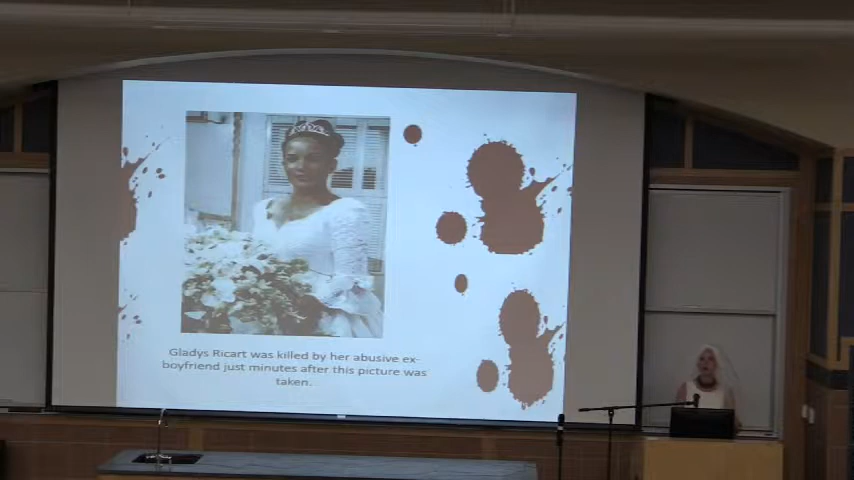 Gladys Ricart was killed by her abusive ex-
boyfriend just minutes after this picture was
taken.